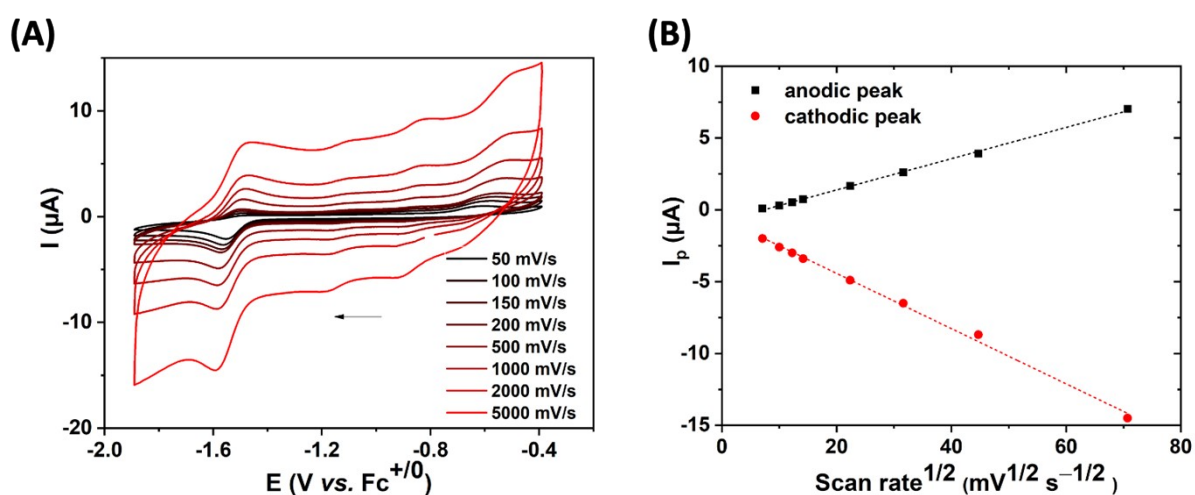 (A)
10
0
-10
-20
I (µA)
50 mV/s
100 mV/s
150 mV/s
200 mV/s
500 mV/s
1000 mV/s
2000 mV/s
5000 mV/s
-2.0 -1.6 -1.2 -0.8 -0.4
E (V vs. Fc+/0)
(B)
10
5
0
-5
-10
-15
Ip (µA)
anodic peak
cathodic peak
0 20 40 60 80
Scan rate1/2 (mV1/2 s−1/2 )